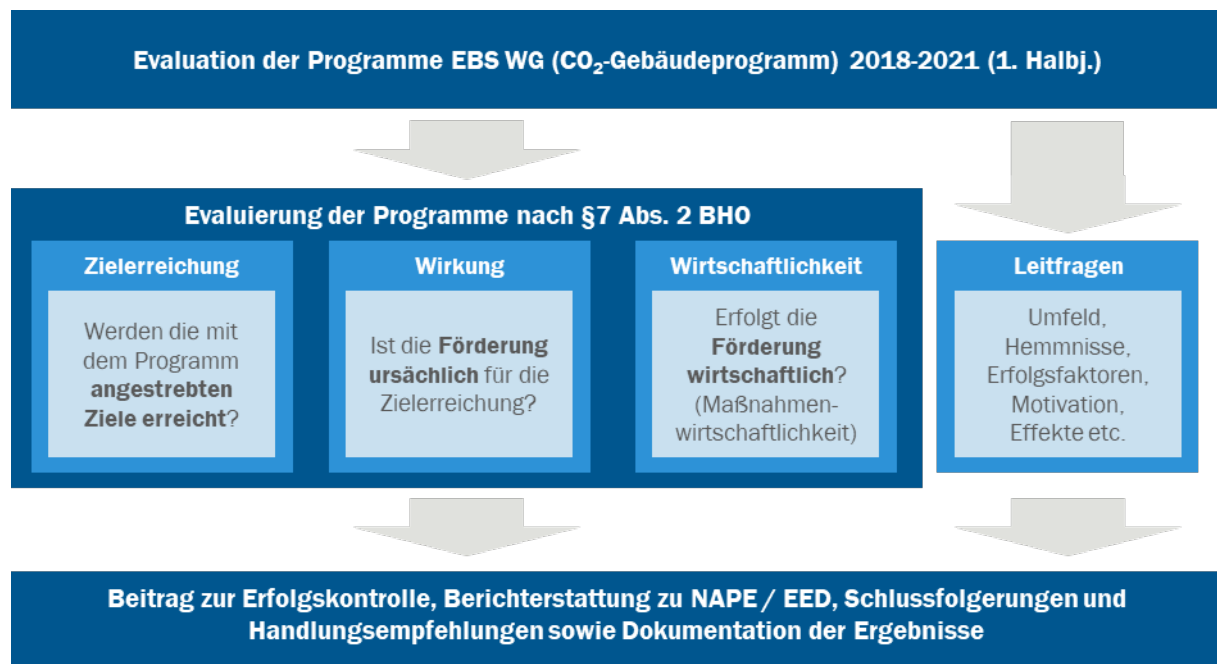 Evaluation der Programme EBS WG (CO₂-Gebäudeprogramm) 2018-2021 (1. Halbj.)
Evaluierung der Programme nach §7 Abs. 2 BHO
Zielerreichung
Werden die mit
dem Programm
angestrebten
Ziele erreicht?
Wirkung
Ist die Förderung
ursächlich für die
Zielerreichung?
Wirtschaftlichkeit
Erfolgt die
Förderung
wirtschaftlich?
(Maßnahmen-
wirtschaftlichkeit)
Leitfragen
Umfeld,
Hemmnisse,
Erfolgsfaktoren,
Motivation,
Effekte etc.
Beitrag zur Erfolgskontrolle, Berichterstattung zu NAPE / EED, Schlussfolgerungen und
Handlungsempfehlungen sowie Dokumentation der Ergebnisse